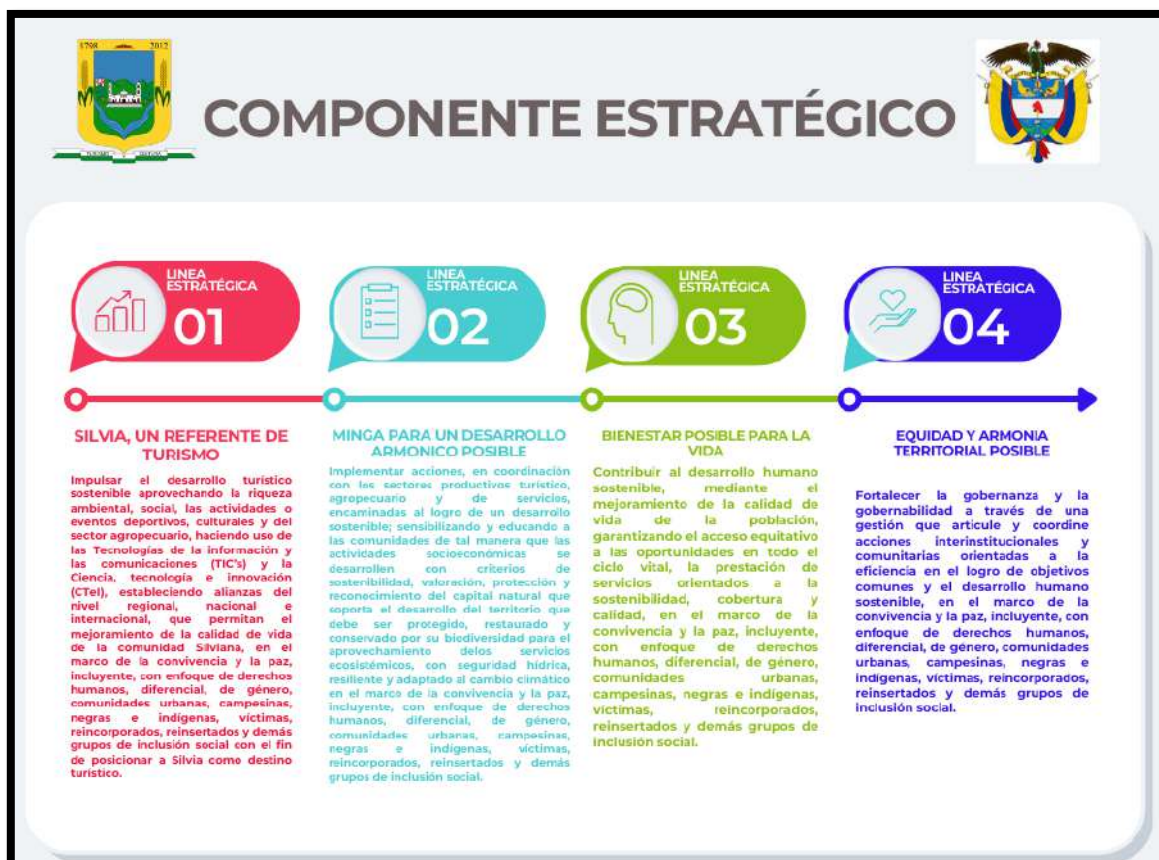 1798 2012
COMPONENTE ESTRATÉGICO
LINEA
ESTRATÉGICA
01
LINEA
ESTRATÉGICA
02
LINEA
ESTRATÉGICA
03
LINEA
ESTRATÉGICA
04
SILVIA, UN REFERENTE DE
TURISMO
Impulsar el desarrollo turístico
sostenible aprovechando la riqueza
ambiental, social, las actividades o
eventos deportivos, culturales y del
sector agropecuario, haciendo uso de
las Tecnologías de la información y
las comunicaciones (TIC's) y la
Ciencia, tecnología e innovación
(CTeI), estableciendo alianzas del
nivel regional, nacional e
internacional, que permitan el
mejoramiento de la calidad de vida
de la comunidad Silviana, en el
marco de la convivencia y la paz,
incluyente, con enfoque de derechos
humanos, diferencial, de género,
comunidades urbanas, campesinas,
negras e indígenas, víctimas,
reincorporados, reinsertados y demás
grupos de inclusión social con el fin
de posicionar a Silvia como destino
turístico.
MINGA PARA UN DESARROLLO
ARMONICO POSIBLE
Implementar acciones, en coordinación
con los sectores productivos turístico,
agropecuario y de servicios,
encaminadas al logro de un desarrollo
sostenible; sensibilizando y educando a
las comunidades de tal manera que las
actividades socioeconómicas se
desarrollen con criterios de
sostenibilidad, valoración, protección y
reconocimiento del capital natural que
soporta el desarrollo del territorio que
debe ser protegido, restaurado y
conservado por su biodiversidad para el
aprovechamiento delos servicios
ecosistémicos, con seguridad hídrica,
resiliente y adaptado al cambio climático
en el marco de la convivencia y la paz,
incluyente, con enfoque de derechos
humanos, diferencial, de género,
comunidades urbanas, campesinas,
negras e indígenas, víctimas,
reincorporados, reinsertados y demás
grupos de inclusión social.
BIENESTAR POSIBLE PARA LA
VIDA
Contribuir al desarrollo humano
sostenible, mediante el
mejoramiento de la calidad de
vida de la población,
garantizando el acceso equitativo
a las oportunidades en todo el
ciclo vital, la prestación de
servicios orientados a la
sostenibilidad, cobertura y
calidad, en el marco de la
convivencia y la paz, incluyente,
con enfoque de derechos
humanos, diferencial, de género,
comunidades urbanas,
campesinas, negras e indígenas,
víctimas, reincorporados,
reinsertados y demás grupos de
inclusión social.
EQUIDAD Y ARMONIA
TERRITORIAL POSIBLE
Fortalecer la gobernanza y la
gobernabilidad a través de una
gestión que articule y coordine
acciones interinstitucionales y
comunitarias orientadas a la
eficiencia en el logro de objetivos
comunes y el desarrollo humano
sostenible, en el marco de la
convivencia y la paz, incluyente, con
enfoque de derechos humanos,
diferencial, de género, comunidades
urbanas, campesinas, negras e
indígenas, víctimas, reincorporados,
reinsertados y demás grupos de
inclusión social.